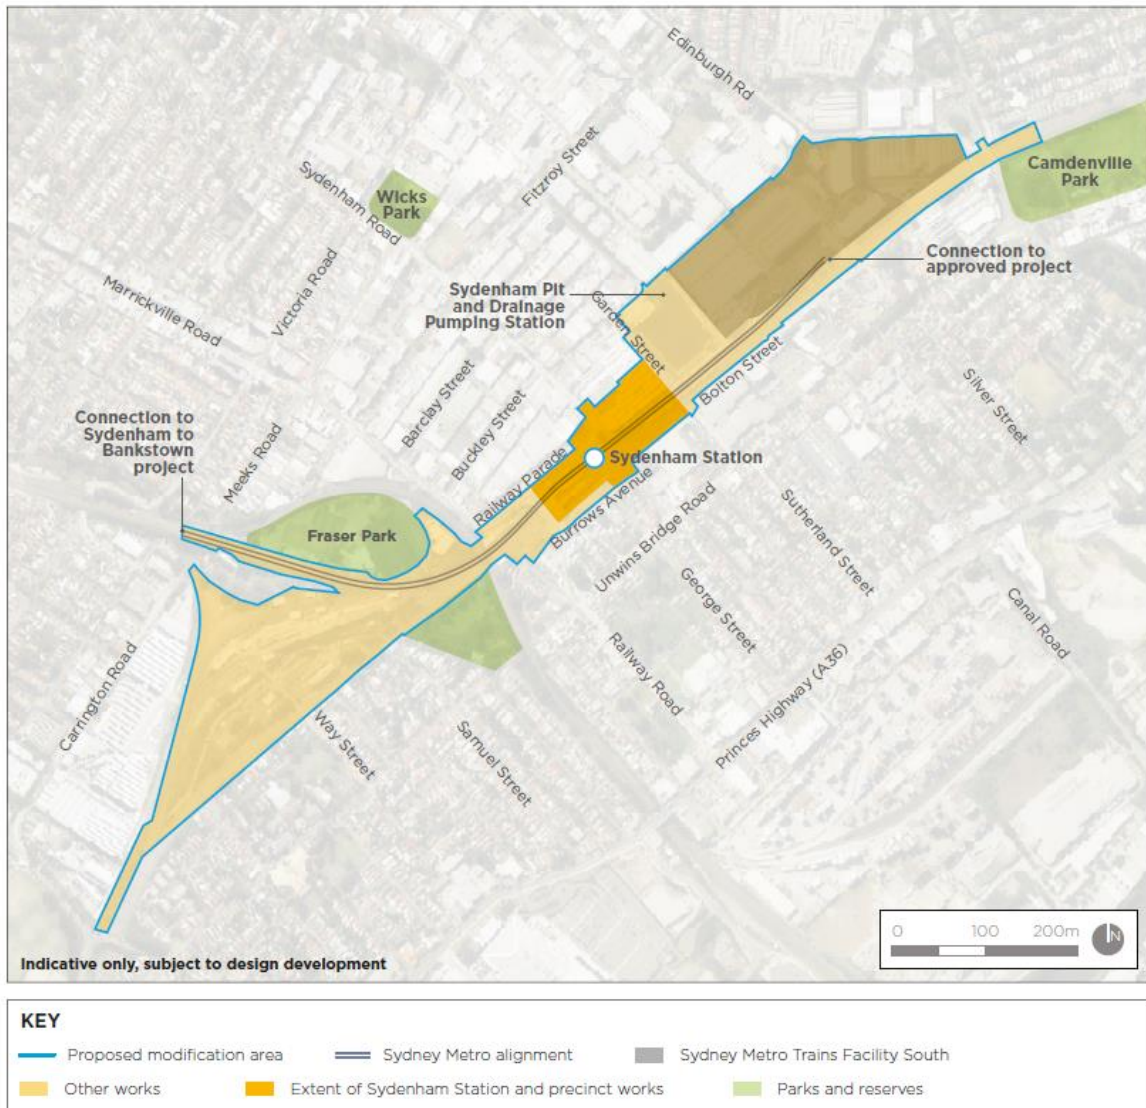 Edinburgh Rd
Fitzroy Street
Sydenham Road
Wicks
Park
Camdenville
Park
Victoria Road
Marrickville Road
Connection to
approved project
Sydenham Pit
and Drainage
Pumping Station
Garden Street
Bolton Street
Silver Street
Barclay Street
Buckley Street
Connection to
Sydenham to
Bankstown
project
Meeks Road
Railway Parade
Sydenham Station
Burrows Avenue
Unwins Bridge Road
Sutherland Street
Fraser Park
George Street
Canal Road
Railway Road
Princes Highway (A36)
Carrington Road
Way Street
Samuel Street
0 100 200m
N
Indicative only, subject to design development
KEY
Proposed modification area
Sydney Metro alignment
Sydney Metro Trains Facility South
Other works
Extent of Sydenham Station and precinct works
Parks and reserves